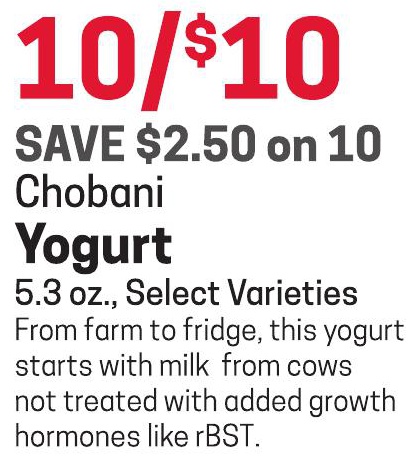 10/$10
SAVE $2.50 on 10
Chobani
Yogurt
5.3 oz., Select Varieties
From farm to fridge, this yogurt
starts with milk from cows
not treated with added growth
hormones like rBST.